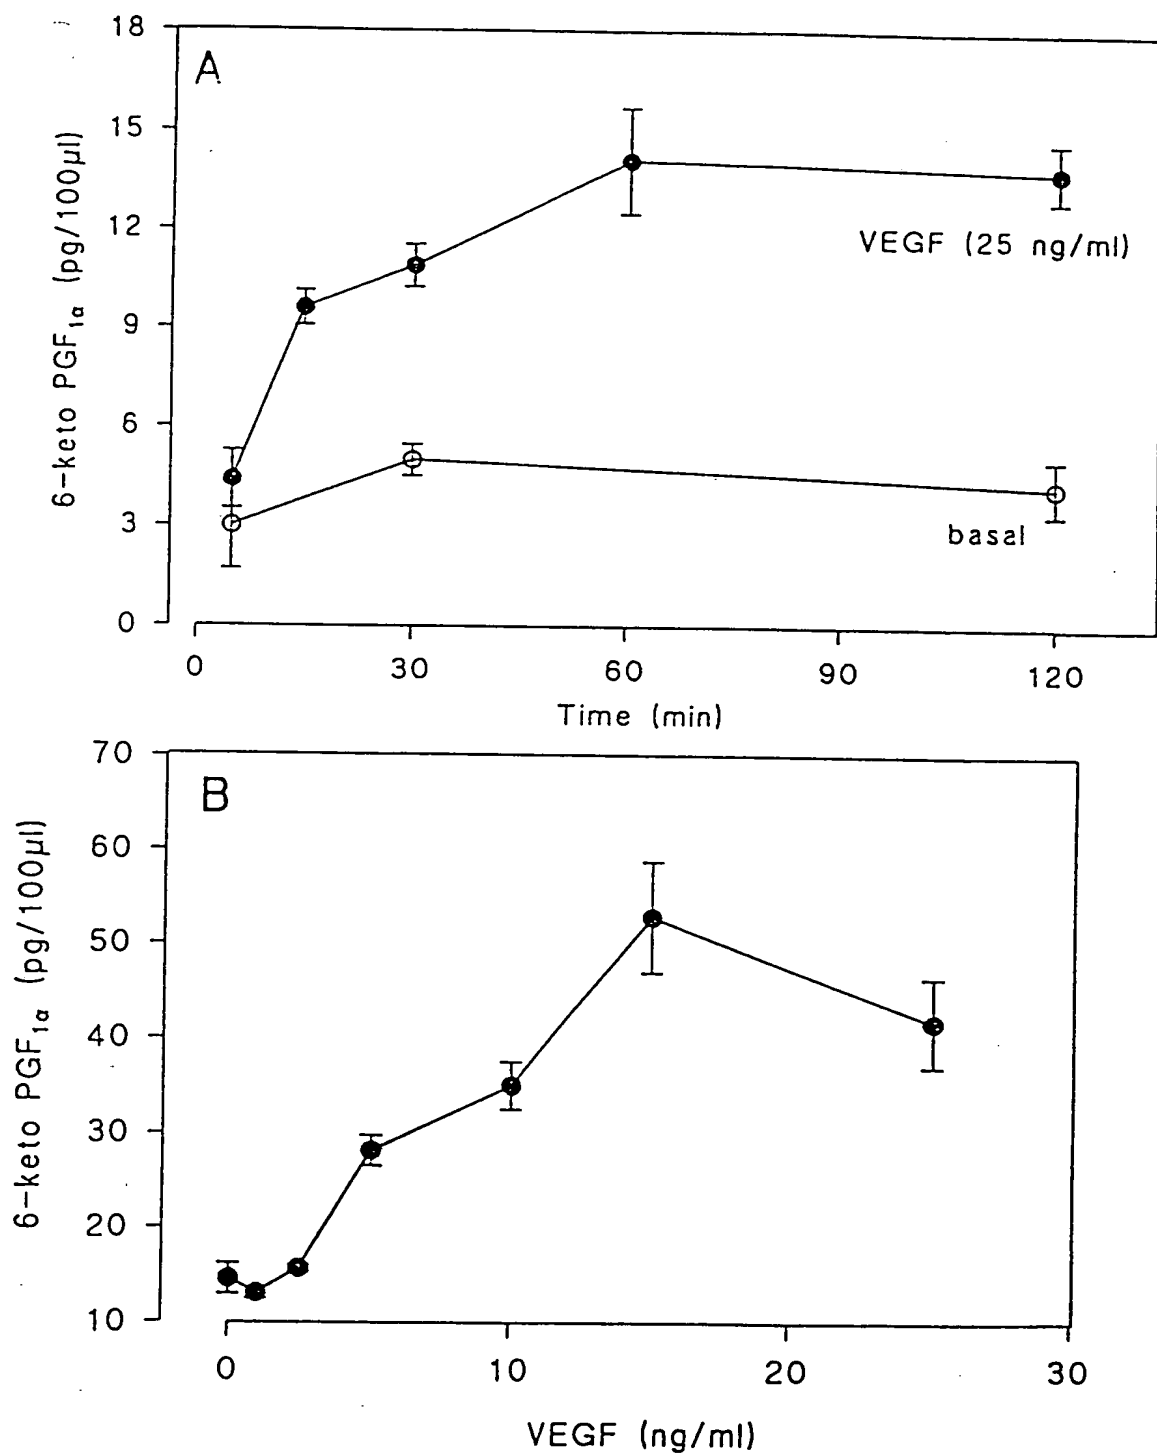 18
A
15
12
9
6
3
0
6-keto PGF1α (pg/100µl)
VEGF (25 ng/ml)
basal
0 30 60 90 120
Time (min)
70
B
60
50
40
30
20
10
6-keto PGF1α (pg/100µl)
0 10 20 30
VEGF (ng/ml)